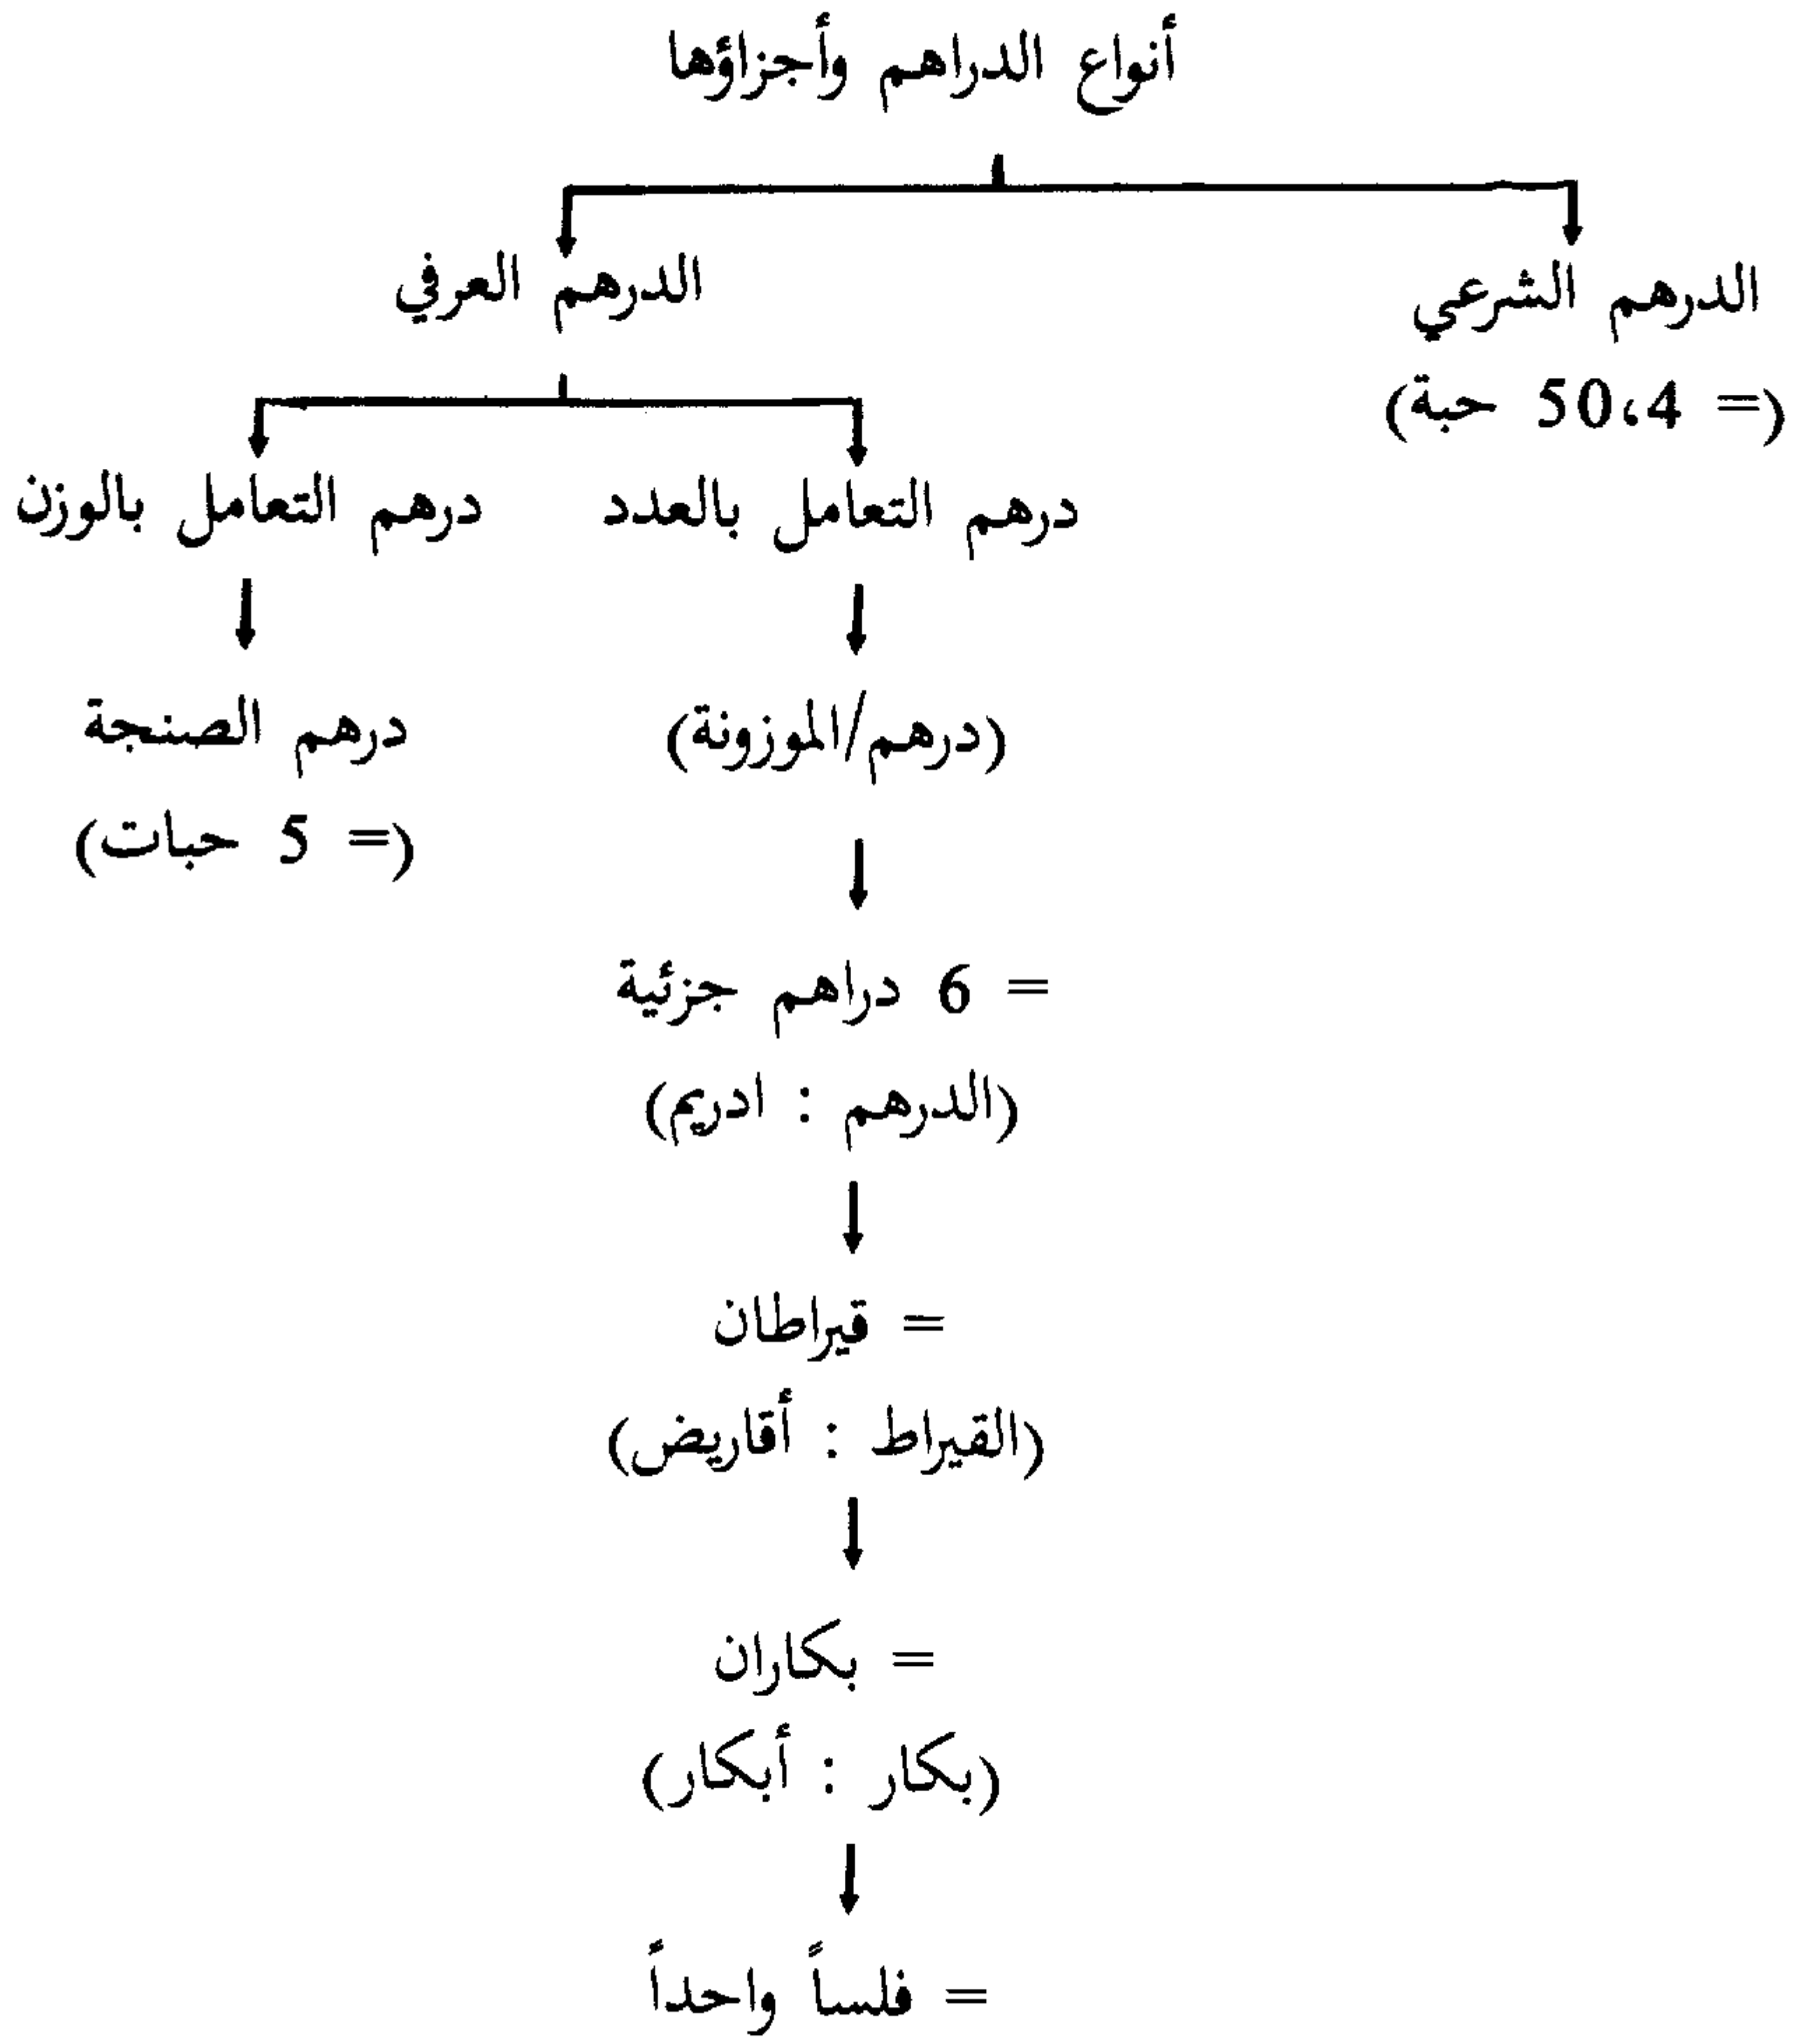 أنواع الدراهم وأجزاؤها
الدرهم الشرعي
(= 50،4 حبة)
الدرهم العرفي
درهم التعامل بالعدد
درهم التعامل بالوزن
(درهم/الموزونة)
درهم الصنجة
(= 5 حبات)
= 6 دراهم جزئية
(الدرهم : ادريم)
= قيراطان
(القيراط : أقاريض)
= بكاران
(بكار : أبكار)
= فلساً واحداً